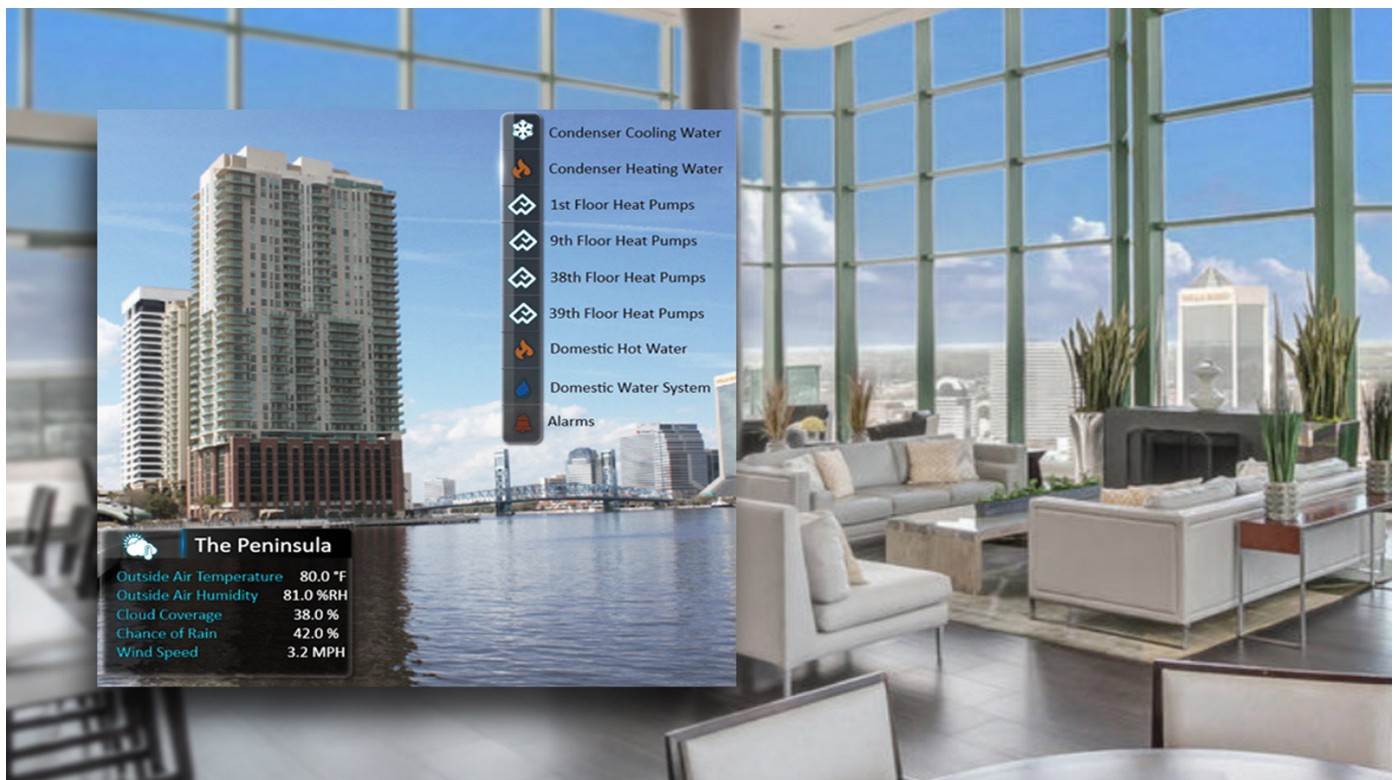 Condenser Cooling Water
Condenser Heating Water
1st Floor Heat Pumps
9th Floor Heat Pumps
38th Floor Heat Pumps
39th Floor Heat Pumps
Domestic Hot Water
Domestic Water System
Alarms
The Peninsula
Outside Air Temperature 80.0 °F
Outside Air Humidity 81.0 %RH
Cloud Coverage 38.0 %
Chance of Rain 42.0 %
Wind Speed 3.2 MPH